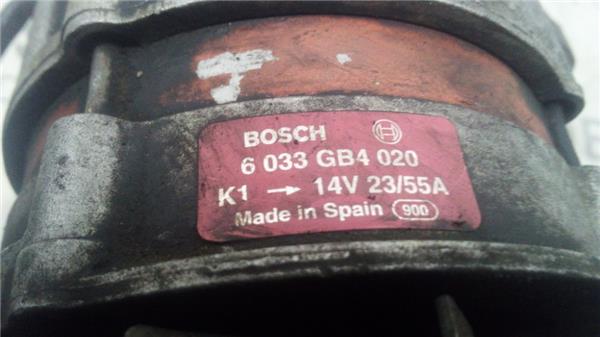 BOSCH
6 033 GB4 020
K1 → 14V 23/55A
Made in Spain 900